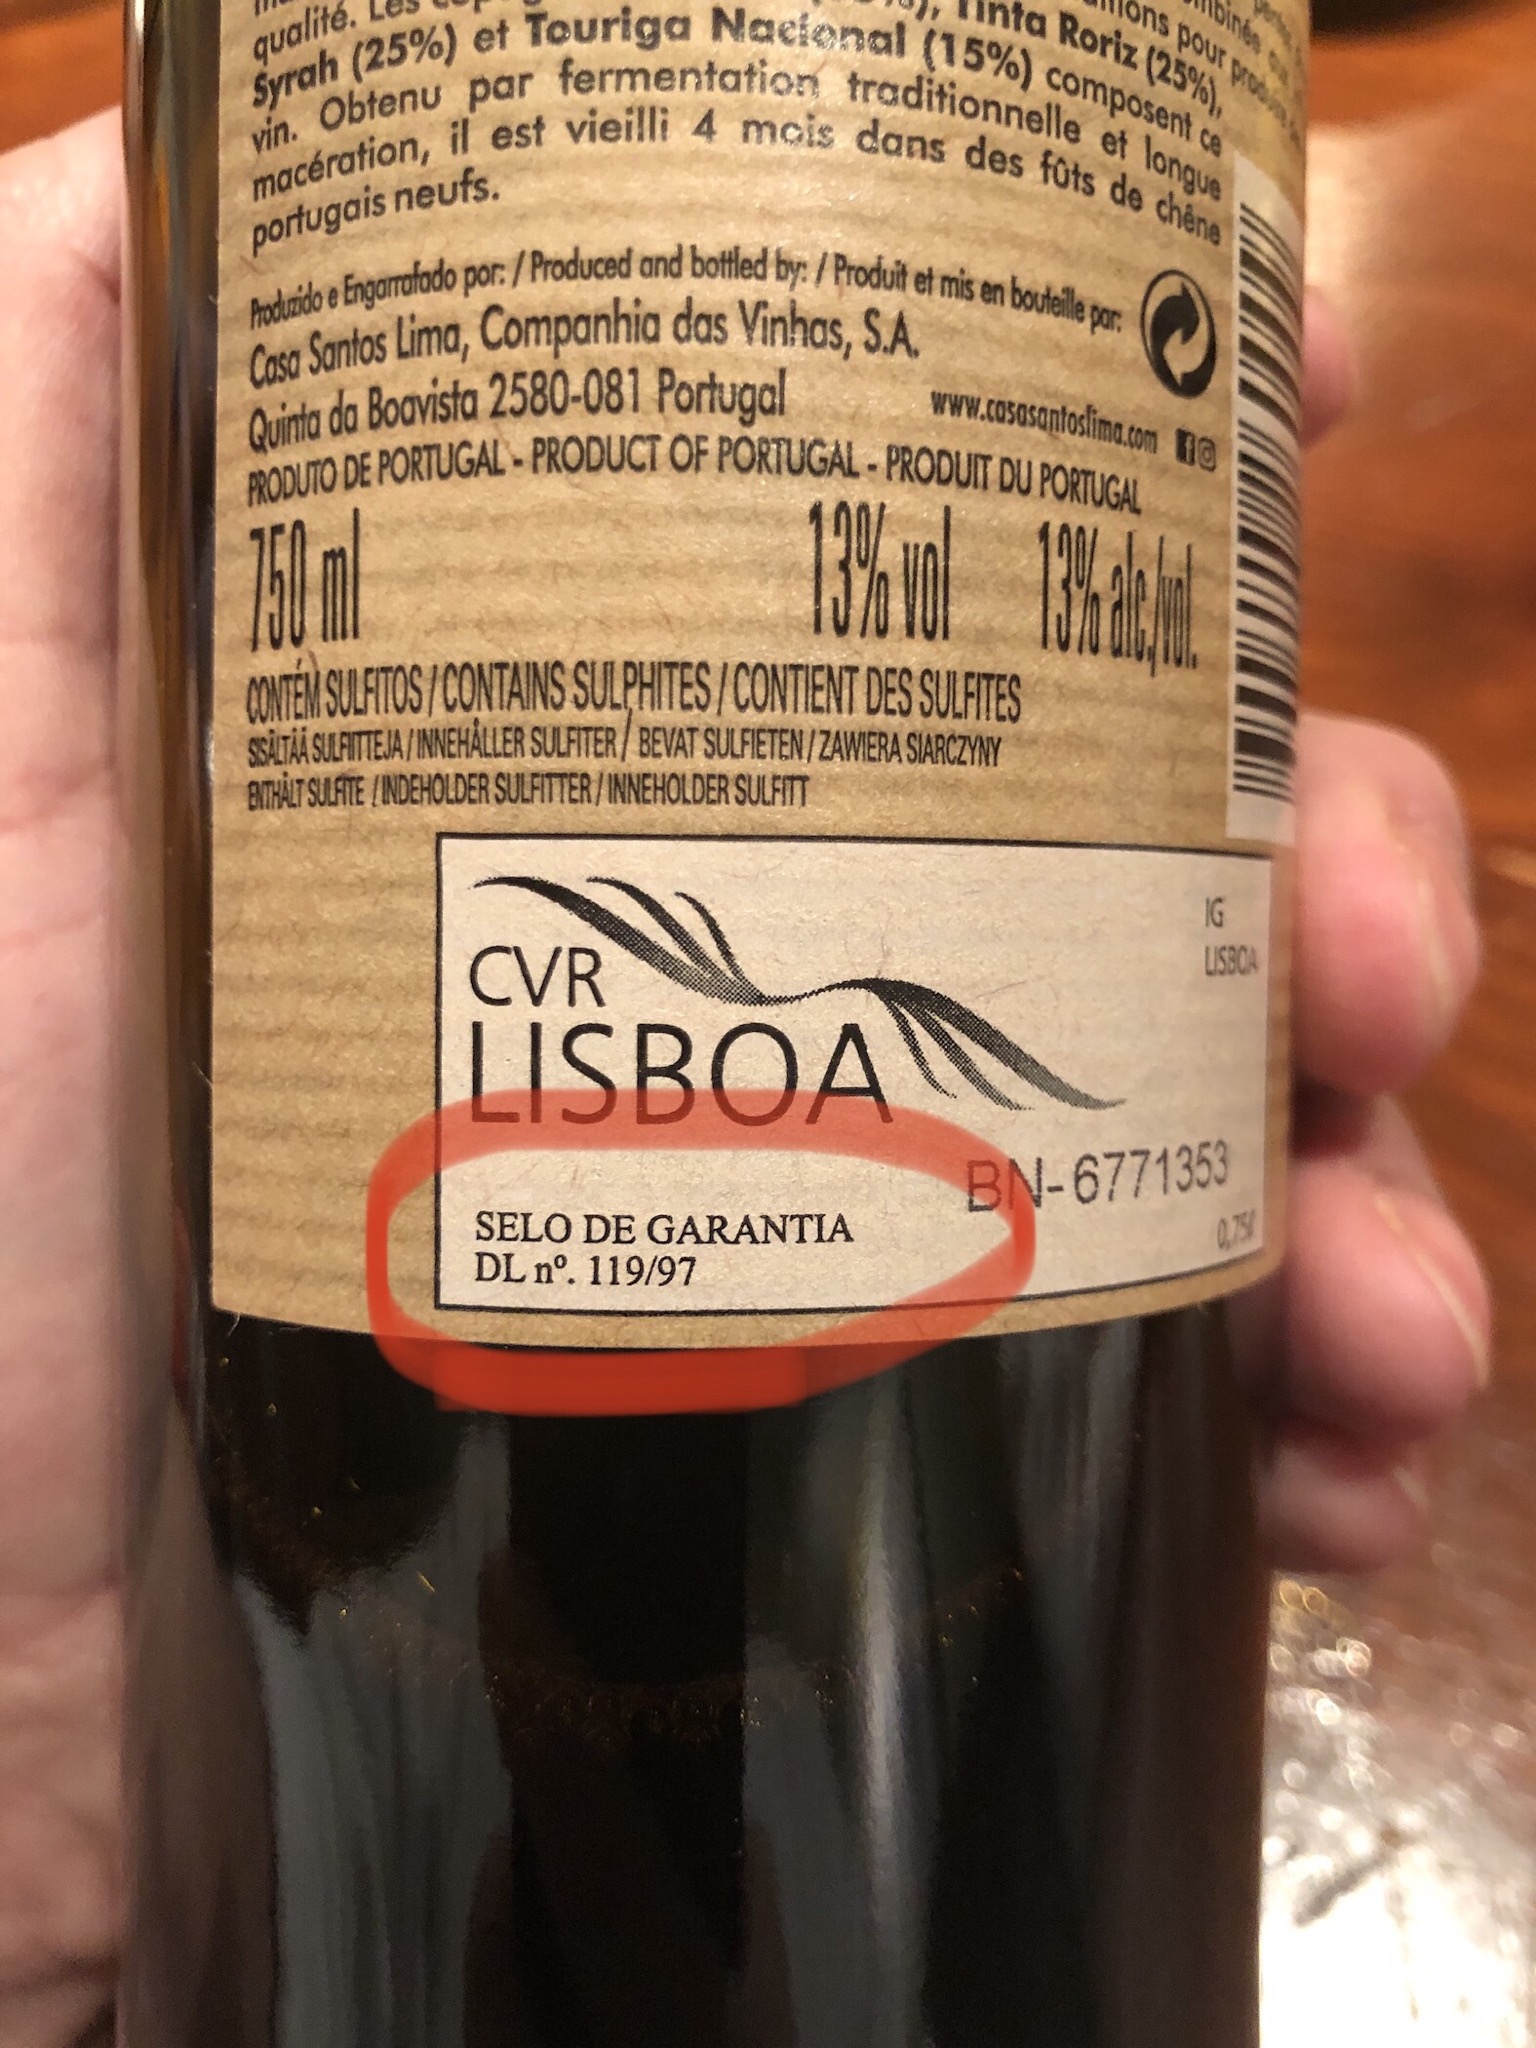 qualité. Les
Tinta Roriz (25%),
Syrah (25%) et Touriga Nacional (15%) composent ce
vin. Obtenu par fermentation traditionnelle et longue
macération, il est vieilli 4 mois dans des fûts de chêne
portugais neufs.
Produzido e Engarrafado por: / Produced and bottled by: / Produit et mis en bouteille par:
Casa Santos Lima, Companhia das Vinhas, S.A.
Quinta da Boavista 2580-081 Portugal
www.casasantoslima.com
PRODUTO DE PORTUGAL - PRODUCT OF PORTUGAL - PRODUIT DU PORTUGAL
750 ml 13% vol 13% alc./vol.
CONTÉM SULFITOS / CONTAINS SULPHITES / CONTIENT DES SULFITES
SISÄLTÄÄ SULFIITTEJA / INNEHÅLLER SULFITER / BEVAT SULFIETEN / ZAWIERA SIARCZYNY
ENTHÄLT SULFITE / INDEHOLDER SULFITTER / INNEHOLDER SULFITT
IG
LISBOA
CVR
LISBOA
BN-6771353
SELO DE GARANTIA
DL nº. 119/97
0,75ℓ